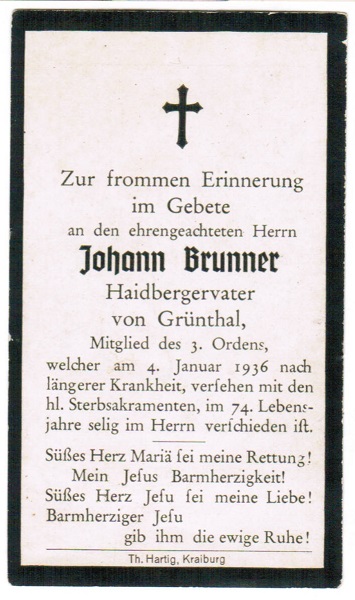 Zur frommen Erinnerung
im Gebete
an den ehrengeachteten Herrn
Johann Brunner
Haidbergervater
von Grünthal,
Mitglied des 3. Ordens,
welcher am 4. Januar 1936 nach
längerer Krankheit, versehen mit den
hl. Sterbsakramenten, im 74. Lebens-
jahre selig im Herrn verschieden ist.
Süßes Herz Mariä sei meine Rettung!
Mein Jesus Barmherzigkeit!
Süßes Herz Jesu sei meine Liebe!
Barmherziger Jesu
gib ihm die ewige Ruhe!
Th. Hartig, Kraiburg